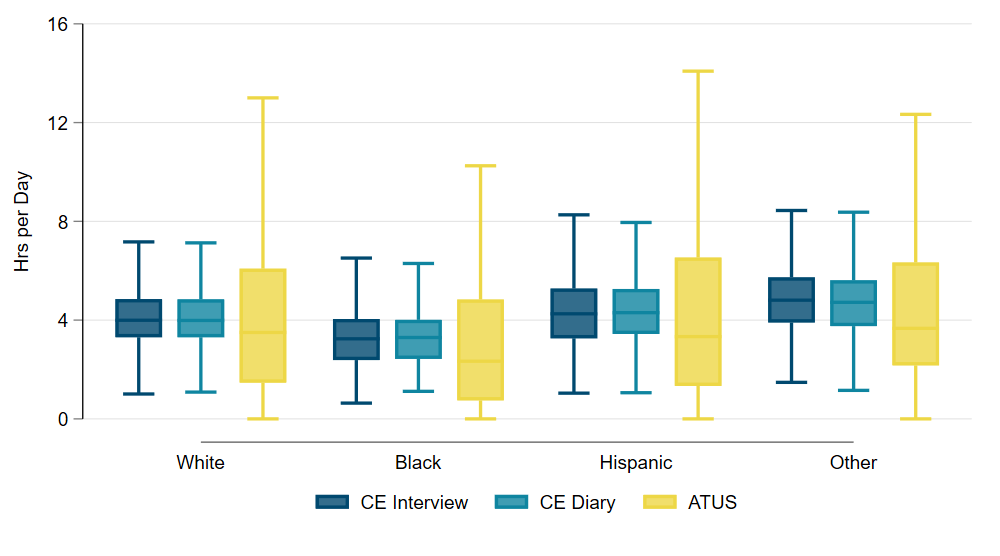 16
12
8
4
0
Hrs per Day
White Black Hispanic Other
CE Interview CE Diary ATUS